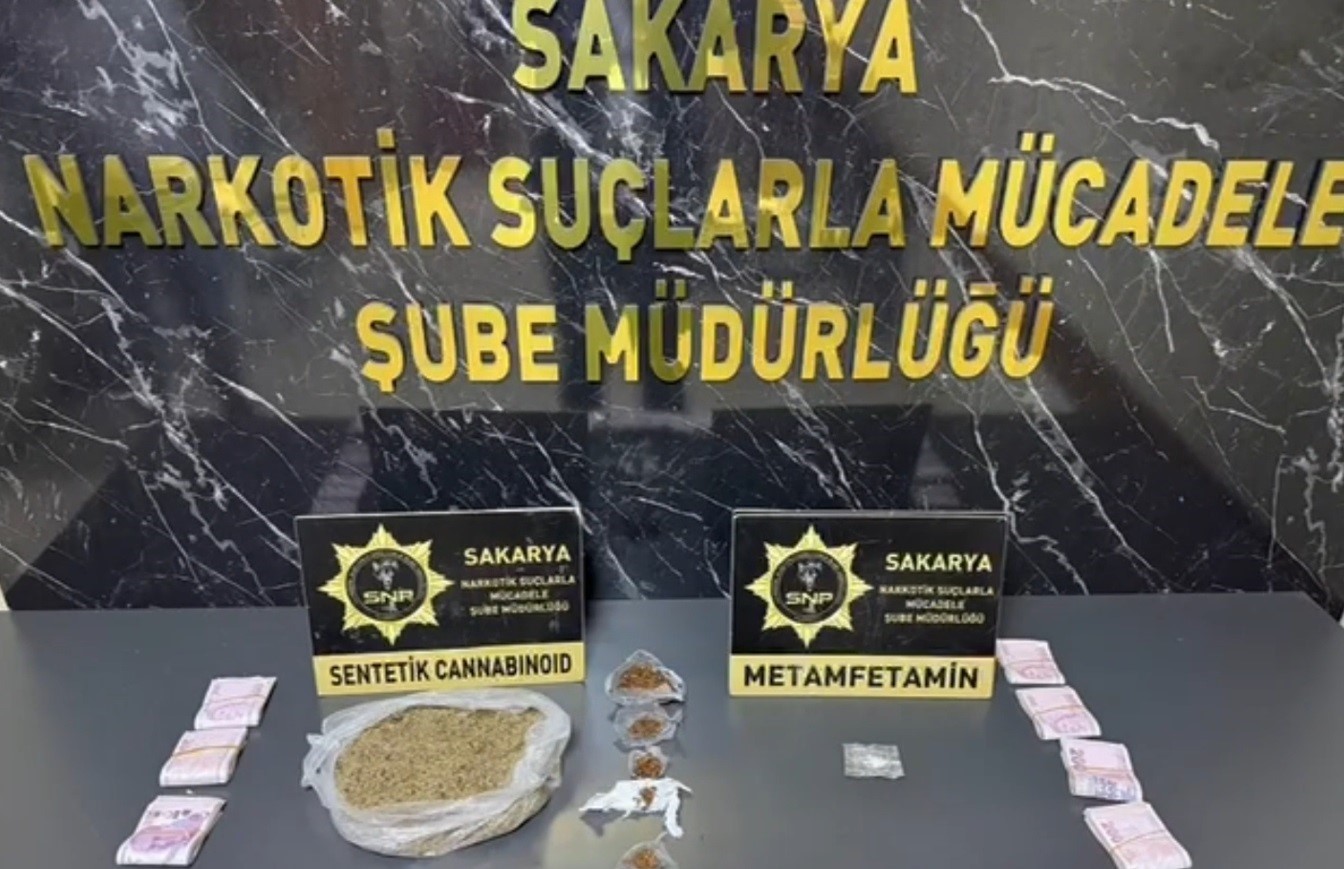 SAKARYA
NARKOTİK SUÇLARLA MÜCADELE
ŞUBE MÜDÜRLÜĞÜ
SAKARYA
NARKOTİK SUÇLARLA
MÜCADELE
ŞUBE MÜDÜRLÜĞÜ
SNP
SENTETİK CANNABINOID
SAKARYA
NARKOTİK SUÇLARLA
MÜCADELE
ŞUBE MÜDÜRLÜĞÜ
SNP
METAMFETAMİN
200